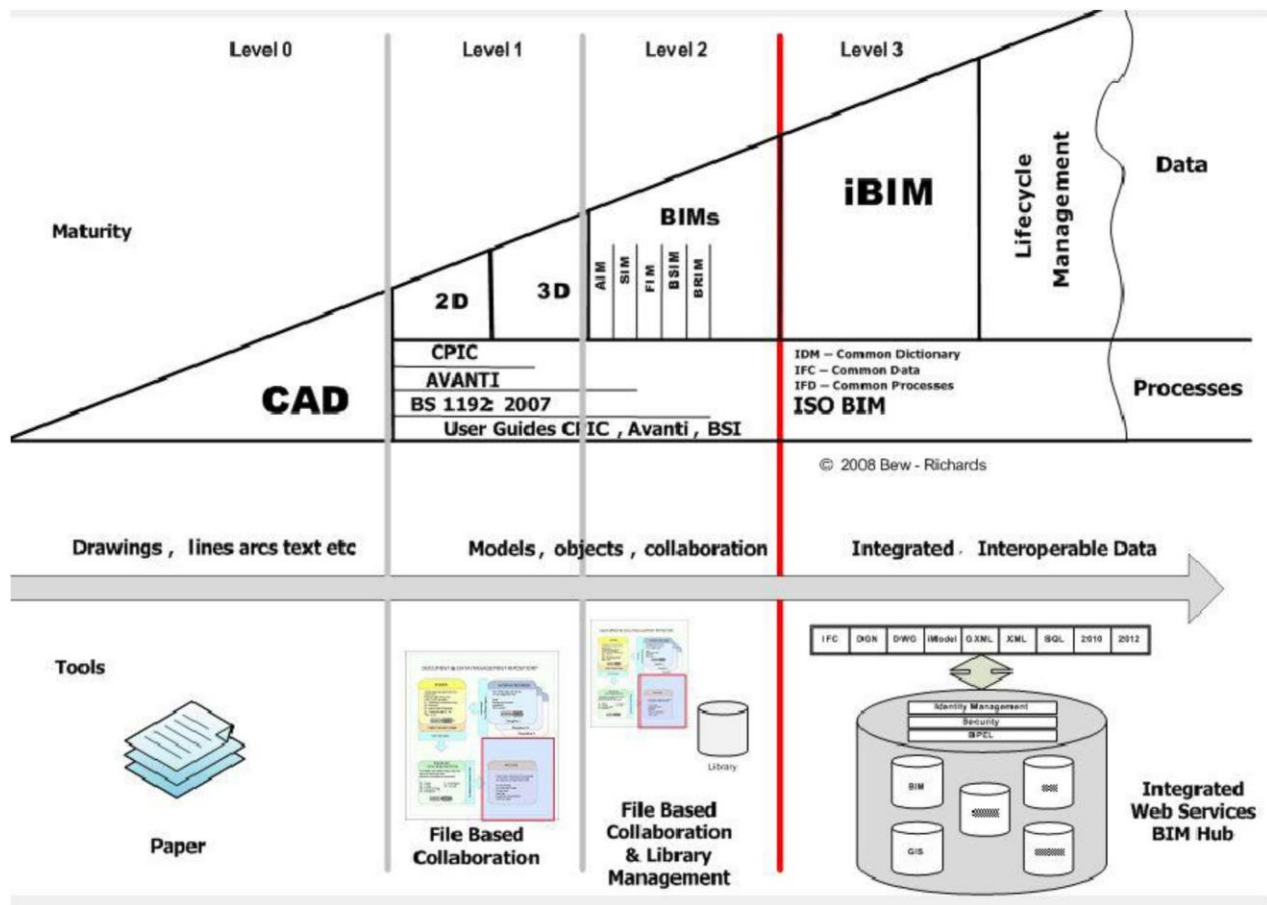 Level 0
Level 1
Level 2
Level 3
Maturity
Data
iBIM
Lifecycle
Management
BIMs
AIM
SIM
FIM
BSIM
BRIM
2D
3D
CAD
CPIC
AVANTI
BS 1192: 2007
User Guides CPIC , Avanti , BSI
IDM – Common Dictionary
IFC – Common Data
IFD – Common Processes
ISO BIM
Processes
© 2008 Bew - Richards
Drawings , lines arcs text etc
Models , objects , collaboration
Integrated , Interoperable Data
Tools
Paper
DOCUMENT & DATA MANAGEMENT REPOSITORY
File Based
Collaboration
Library
File Based
Collaboration
& Library
Management
IFC DGN DWG iModel GXML XML SQL 2010 2012
Identity Management
Security
BPEL
BIM
GIS
Integrated
Web Services
BIM Hub